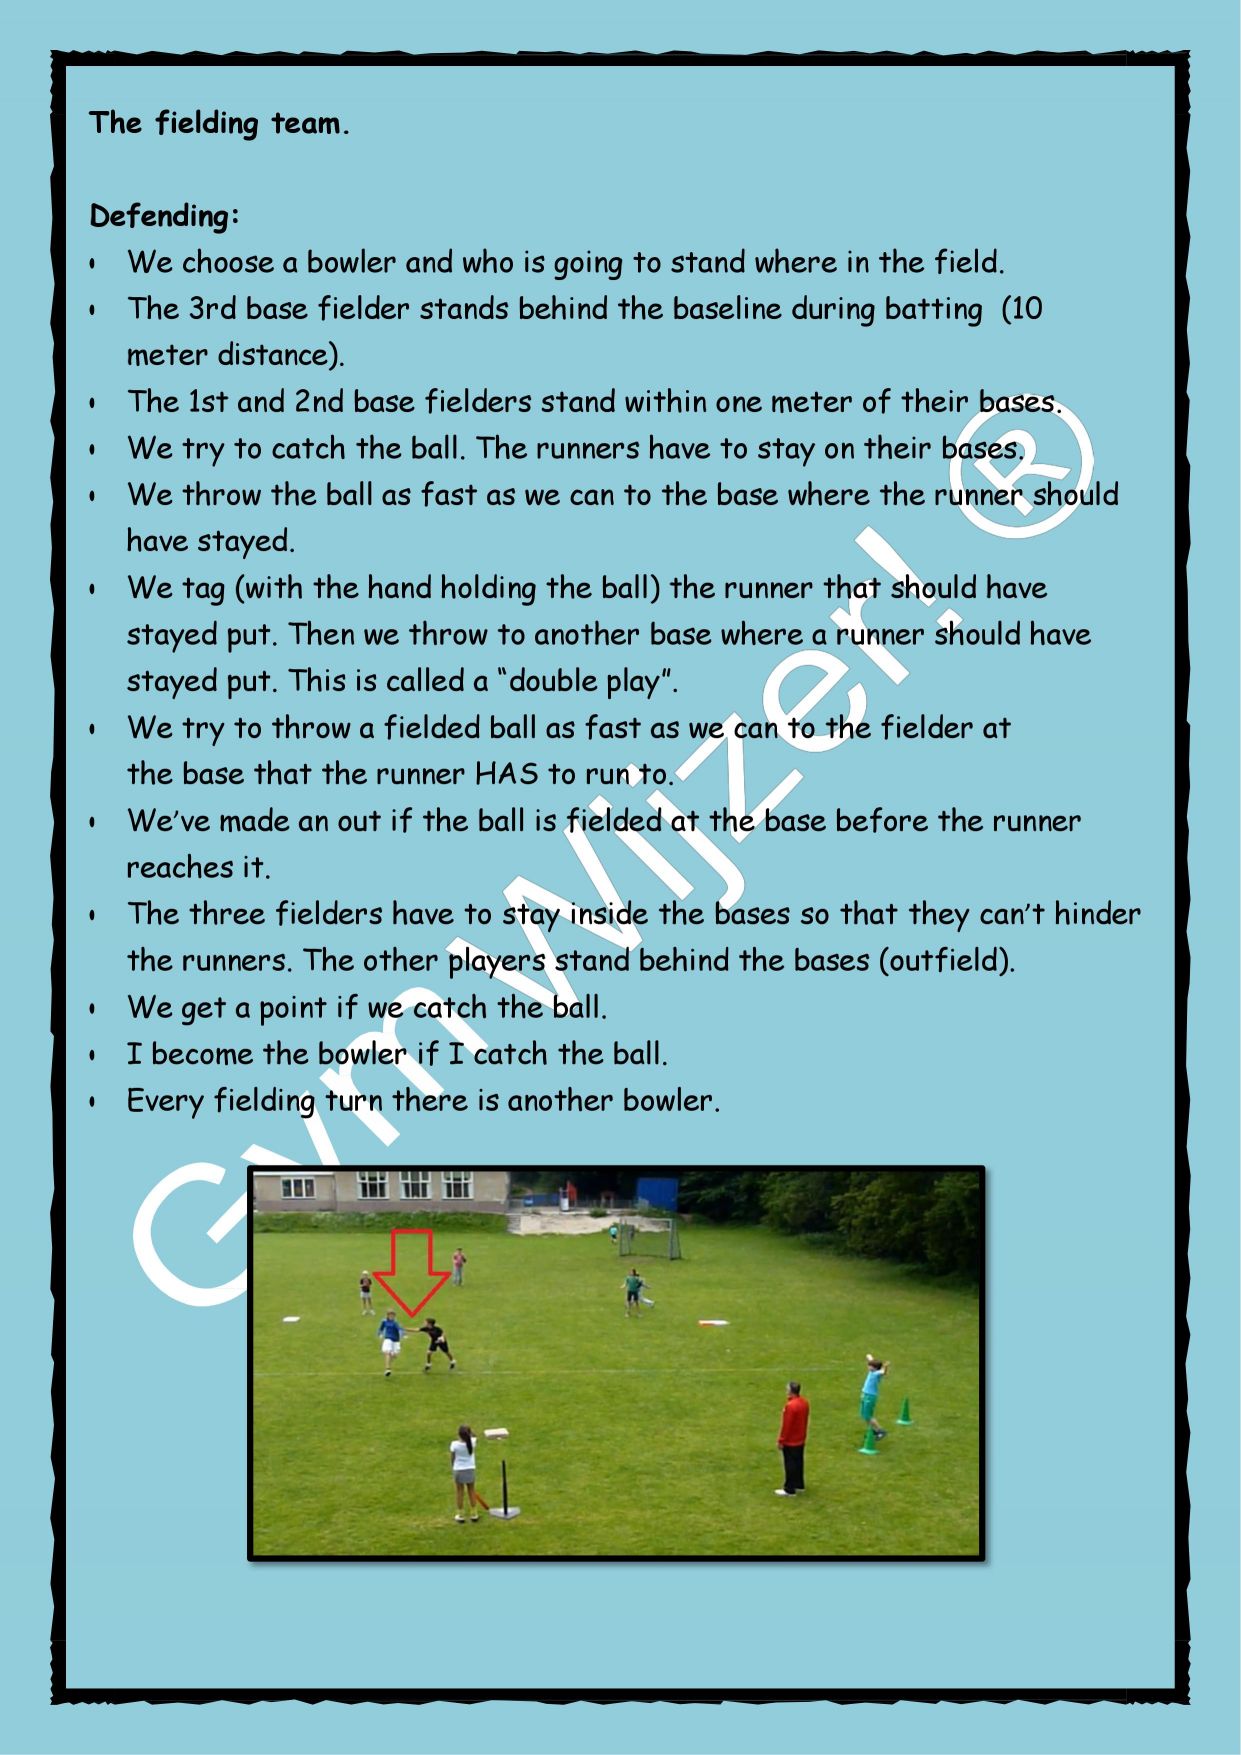 The fielding team.
Defending:
• We choose a bowler and who is going to stand where in the field.
• The 3rd base fielder stands behind the baseline during batting (10
meter distance).
• The 1st and 2nd base fielders stand within one meter of their bases.
• We try to catch the ball. The runners have to stay on their bases.
• We throw the ball as fast as we can to the base where the runner should
have stayed.
• We tag (with the hand holding the ball) the runner that should have
stayed put. Then we throw to another base where a runner should have
stayed put. This is called a “double play”.
• We try to throw a fielded ball as fast as we can to the fielder at
the base that the runner HAS to run to.
• We’ve made an out if the ball is fielded at the base before the runner
reaches it.
• The three fielders have to stay inside the bases so that they can’t hinder
the runners. The other players stand behind the bases (outfield).
• We get a point if we catch the ball.
• I become the bowler if I catch the ball.
• Every fielding turn there is another bowler.
Gym Wijzer! ®